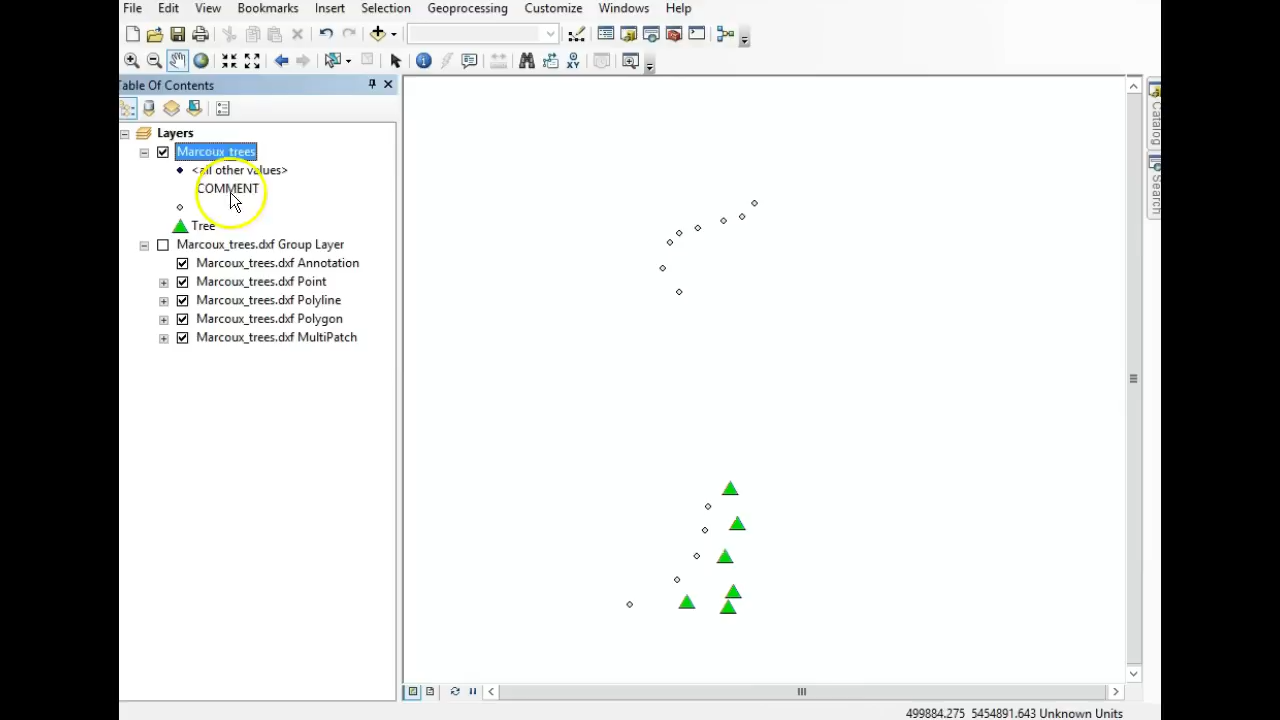 File Edit View Bookmarks Insert Selection Geoprocessing Customize Windows Help
Table Of Contents
Layers
Marcoux_trees
<all other values>
COMMENT
Tree
Marcoux_trees.dxf Group Layer
Marcoux_trees.dxf Annotation
Marcoux_trees.dxf Point
Marcoux_trees.dxf Polyline
Marcoux_trees.dxf Polygon
Marcoux_trees.dxf MultiPatch
Catalog
Search
499884.275 5454891.643 Unknown Units